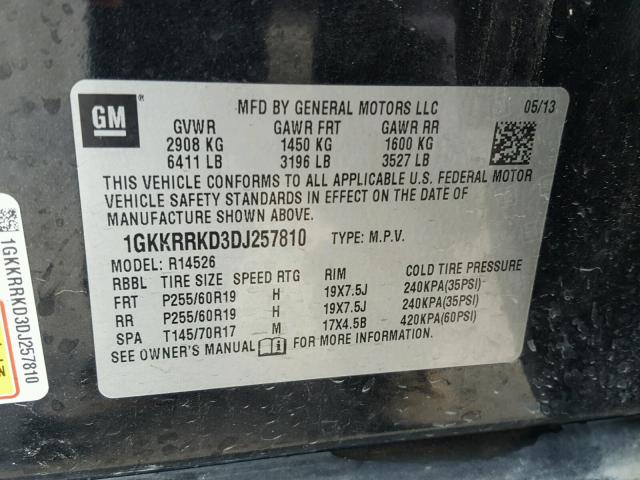 GM ®
MFD BY GENERAL MOTORS LLC 05/13
GVWR GAWR FRT GAWR RR
2908 KG 1450 KG 1600 KG
6411 LB 3196 LB 3527 LB
THIS VEHICLE CONFORMS TO ALL APPLICABLE U.S. FEDERAL MOTOR
VEHICLE SAFETY STANDARDS IN EFFECT ON THE DATE OF
MANUFACTURE SHOWN ABOVE.
1GKKRRKD3DJ257810 TYPE: M.P.V.
MODEL: R14526
RBBL TIRE SIZE SPEED RTG RIM COLD TIRE PRESSURE
FRT P255/60R19 H 19X7.5J 240KPA(35PSI)
RR P255/60R19 H 19X7.5J 240KPA(35PSI)
SPA T145/70R17 M 17X4.5B 420KPA(60PSI)
SEE OWNER'S MANUAL FOR MORE INFORMATION.
1GKKRRKD3DJ257810